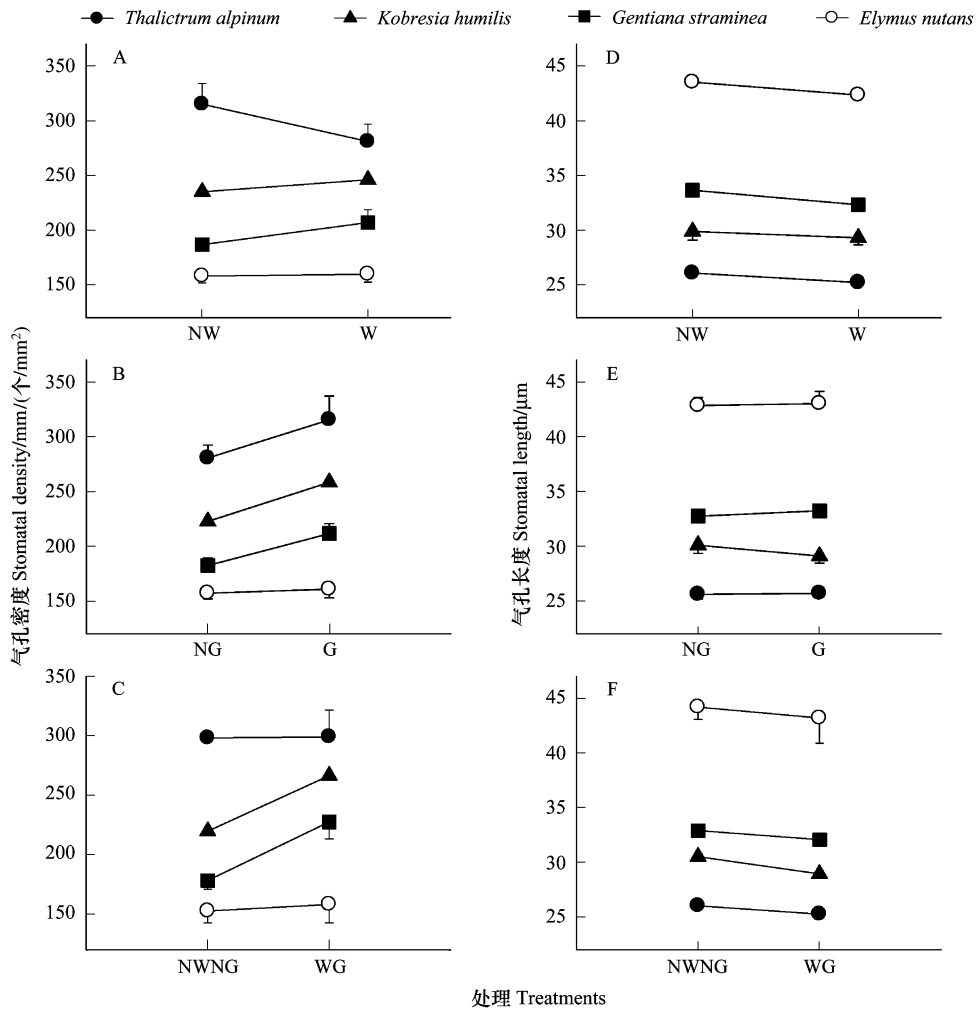 Thalictrum alpinum Kobresia humilis Gentiana straminea Elymus nutans
A
350
300
250
200
150
NW W
D
45
40
35
30
25
NW W
B
350
300
250
200
150
NG G
E
45
40
35
30
25
NG G
C
350
300
250
200
150
NWNG WG
F
45
40
35
30
25
NWNG WG
气孔密度 Stomatal density/mm/(个/mm²)
气孔长度 Stomatal length/μm
处理 Treatments